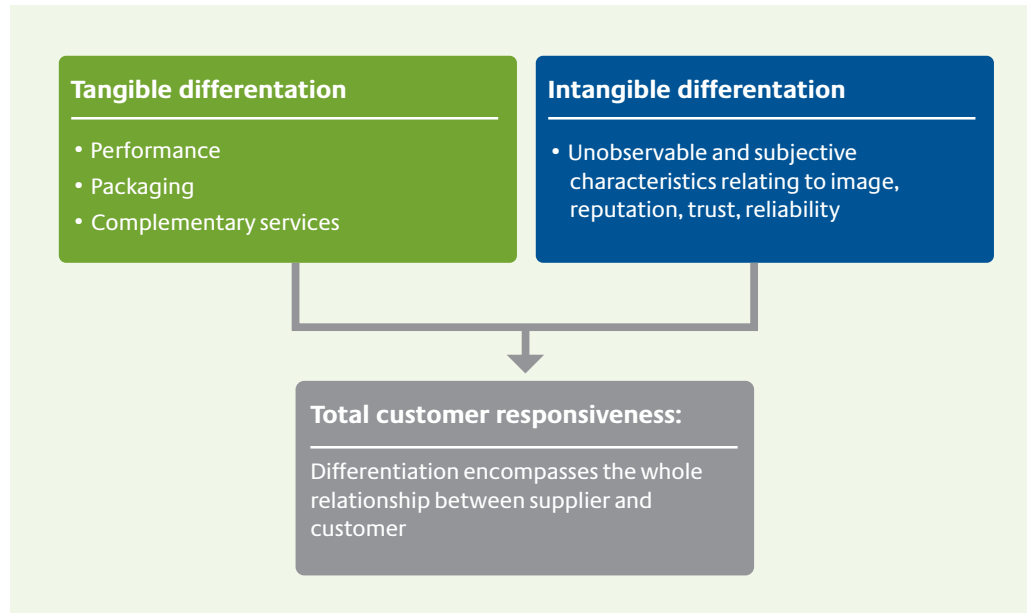 Tangible differentation
• Performance
• Packaging
• Complementary services
Intangible differentation
• Unobservable and subjective
characteristics relating to image,
reputation, trust, reliability
Total customer responsiveness:
Differentiation encompasses the whole
relationship between supplier and
customer